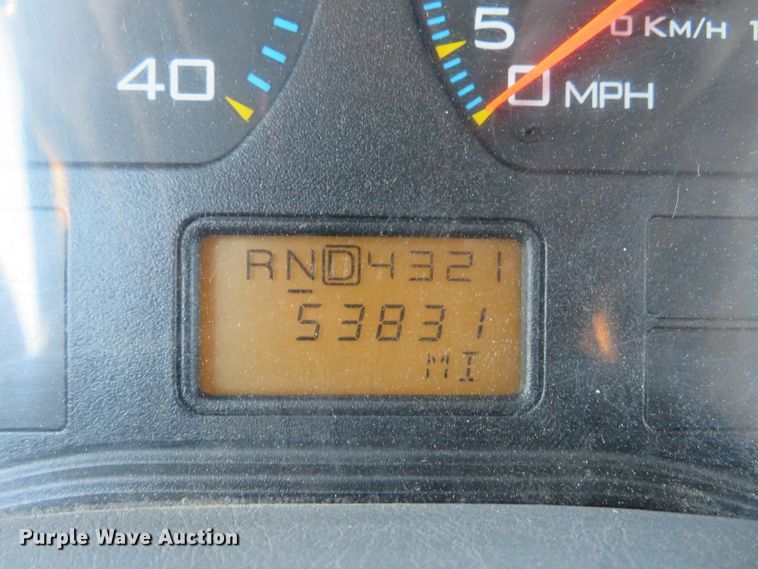 5
0 KM/H
40
0 MPH
RND4321
53831
MI
Purple Wave Auction